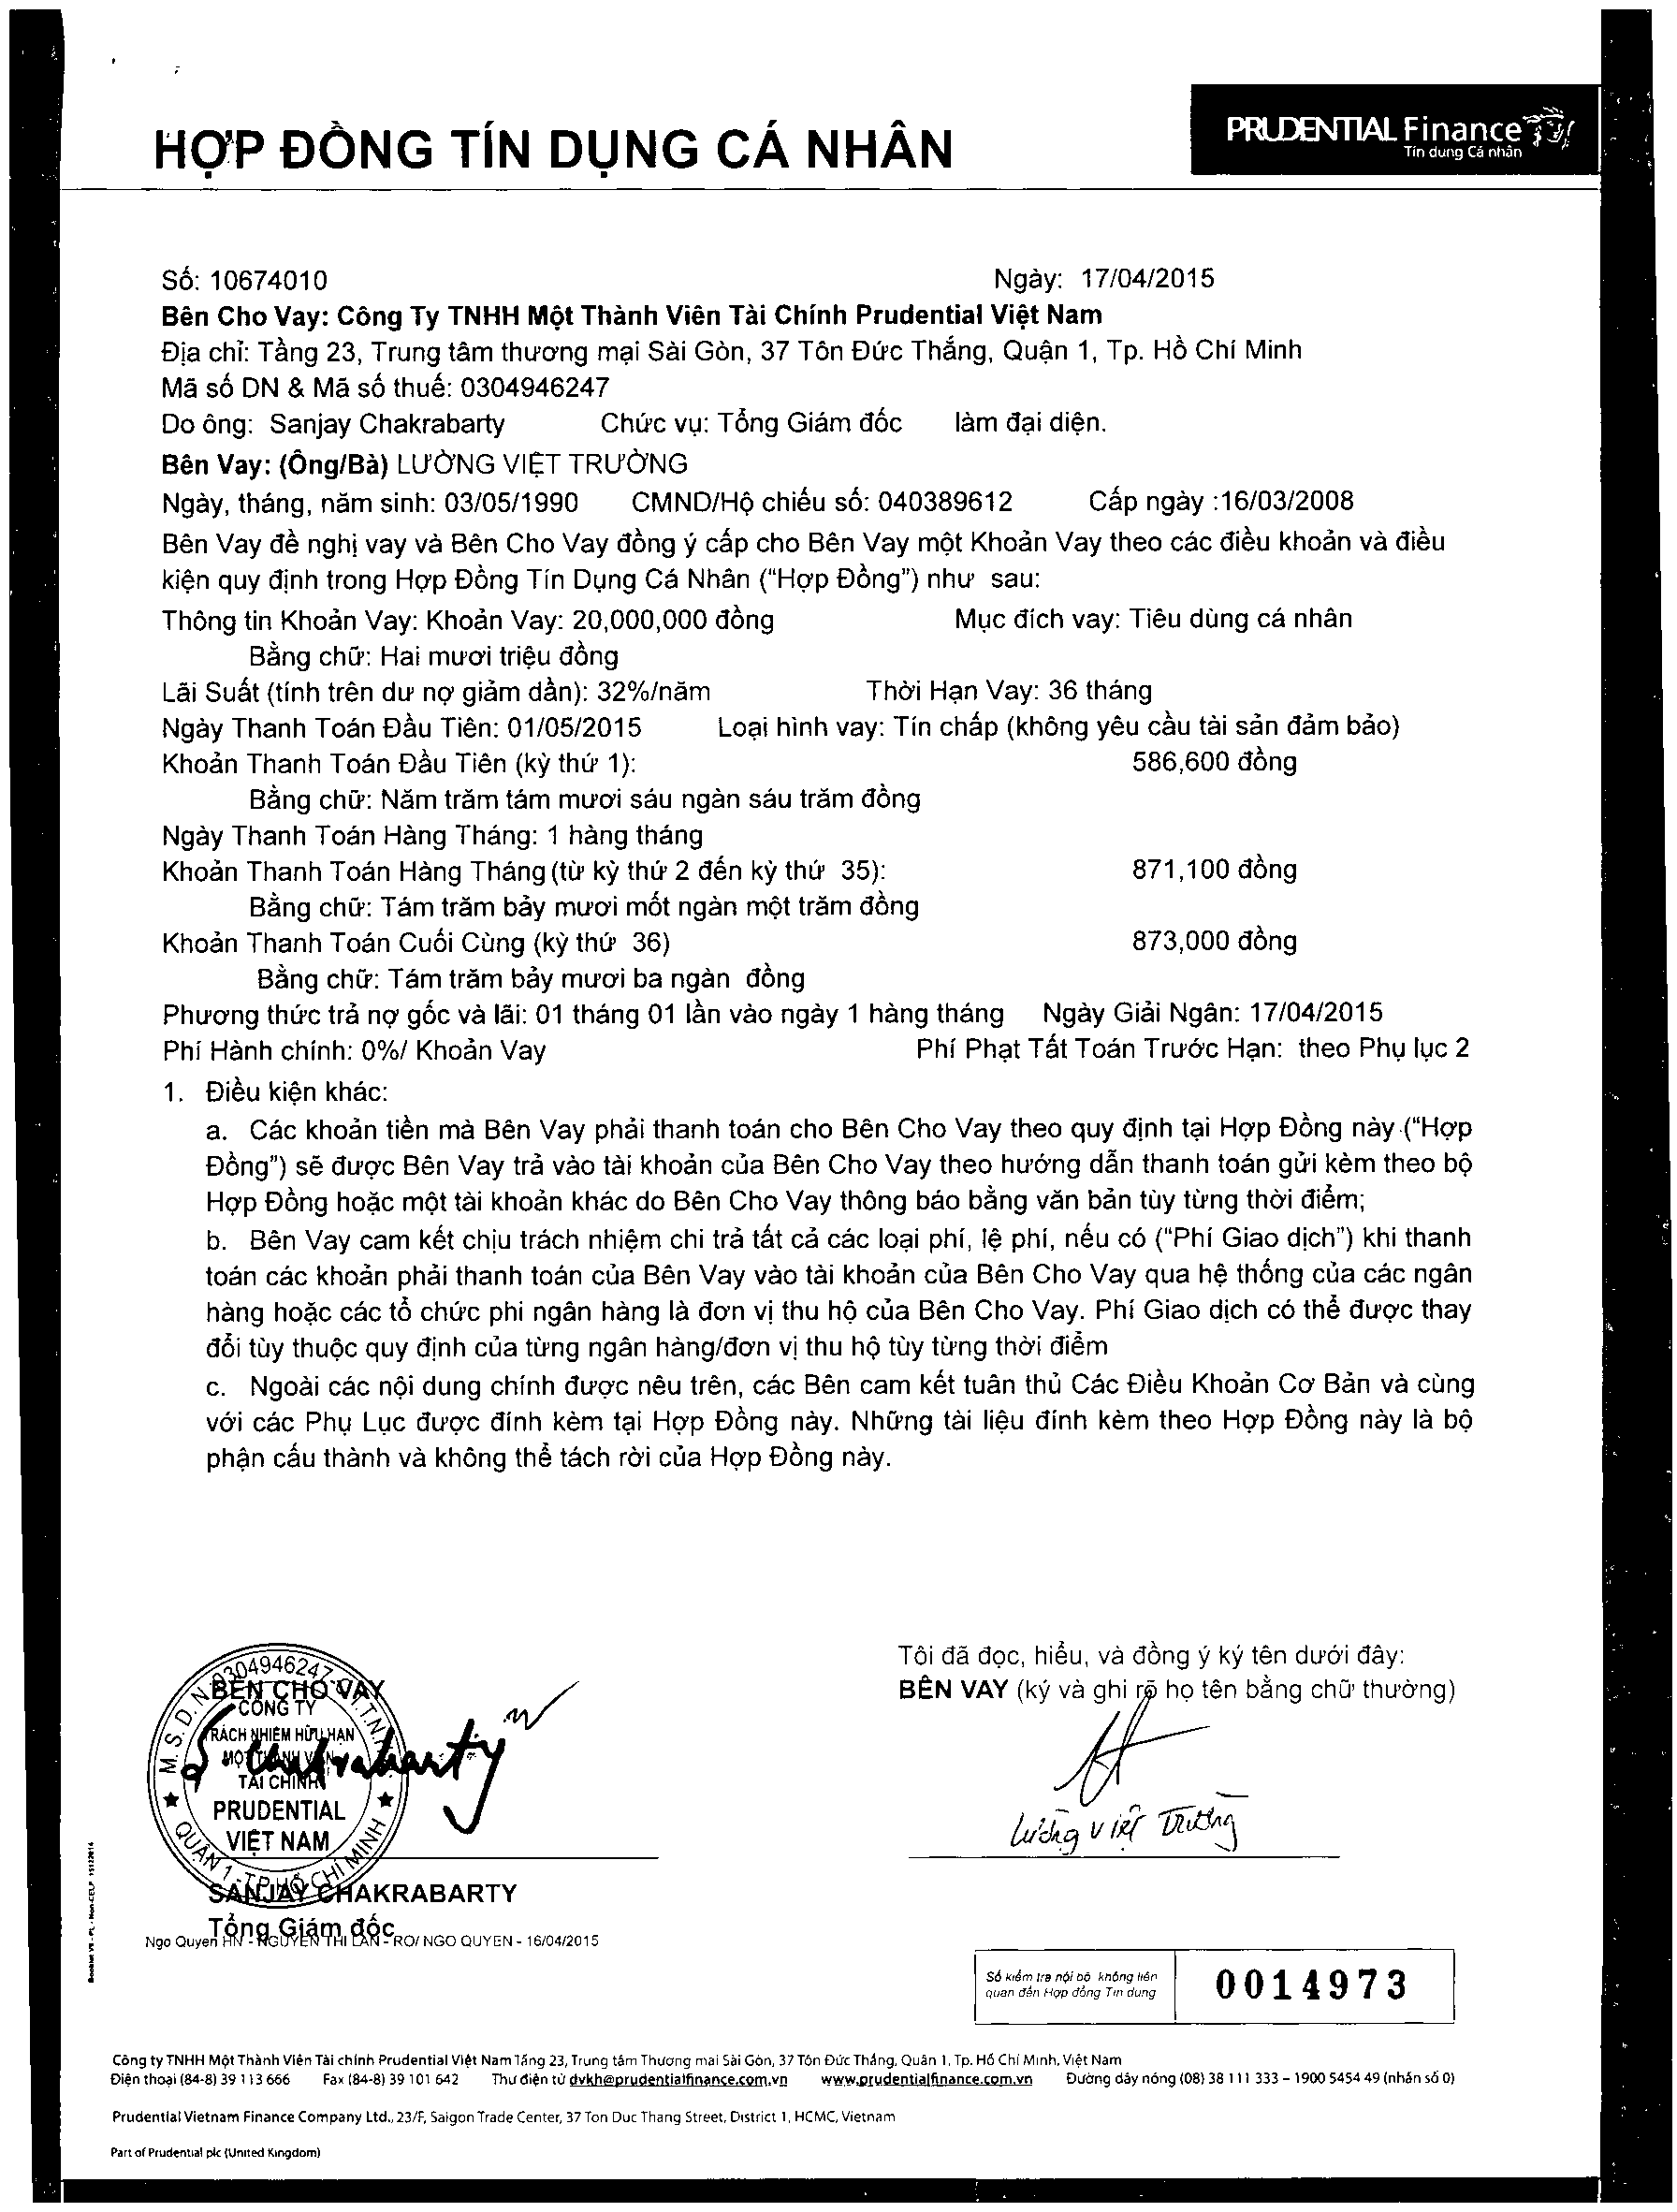 HỢP ĐỒNG TÍN DỤNG CÁ NHÂN
PRUDENTIAL Finance
Tín dụng Cá nhân
Số: 10674010 Ngày: 17/04/2015
Bên Cho Vay: Công Ty TNHH Một Thành Viên Tài Chính Prudential Việt Nam
Địa chỉ: Tầng 23, Trung tâm thương mại Sài Gòn, 37 Tôn Đức Thắng, Quận 1, Tp. Hồ Chí Minh
Mã số DN & Mã số thuế: 0304946247
Do ông: Sanjay Chakrabarty Chức vụ: Tổng Giám đốc làm đại diện.
Bên Vay: (Ông/Bà) LƯỜNG VIỆT TRƯỜNG
Ngày, tháng, năm sinh: 03/05/1990 CMND/Hộ chiếu số: 040389612 Cấp ngày :16/03/2008
Bên Vay đề nghị vay và Bên Cho Vay đồng ý cấp cho Bên Vay một Khoản Vay theo các điều khoản và điều
kiện quy định trong Hợp Đồng Tín Dụng Cá Nhân (“Hợp Đồng”) như sau:
Thông tin Khoản Vay: Khoản Vay: 20,000,000 đồng Mục đích vay: Tiêu dùng cá nhân
Bằng chữ: Hai mươi triệu đồng
Lãi Suất (tính trên dư nợ giảm dần): 32%/năm Thời Hạn Vay: 36 tháng
Ngày Thanh Toán Đầu Tiên: 01/05/2015 Loại hình vay: Tín chấp (không yêu cầu tài sản đảm bảo)
Khoản Thanh Toán Đầu Tiên (kỳ thứ 1): 586,600 đồng
Bằng chữ: Năm trăm tám mươi sáu ngàn sáu trăm đồng
Ngày Thanh Toán Hàng Tháng: 1 hàng tháng
Khoản Thanh Toán Hàng Tháng (từ kỳ thứ 2 đến kỳ thứ 35): 871,100 đồng
Bằng chữ: Tám trăm bảy mươi mốt ngàn một trăm đồng
Khoản Thanh Toán Cuối Cùng (kỳ thứ 36) 873,000 đồng
Bằng chữ: Tám trăm bảy mươi ba ngàn đồng
Phương thức trả nợ gốc và lãi: 01 tháng 01 lần vào ngày 1 hàng tháng Ngày Giải Ngân: 17/04/2015
Phí Hành chính: 0%/ Khoản Vay Phí Phạt Tất Toán Trước Hạn: theo Phụ lục 2
1. Điều kiện khác:
a. Các khoản tiền mà Bên Vay phải thanh toán cho Bên Cho Vay theo quy định tại Hợp Đồng này (“Hợp
Đồng”) sẽ được Bên Vay trả vào tài khoản của Bên Cho Vay theo hướng dẫn thanh toán gửi kèm theo bộ
Hợp Đồng hoặc một tài khoản khác do Bên Cho Vay thông báo bằng văn bản tùy từng thời điểm;
b. Bên Vay cam kết chịu trách nhiệm chi trả tất cả các loại phí, lệ phí, nếu có (“Phí Giao dịch”) khi thanh
toán các khoản phải thanh toán của Bên Vay vào tài khoản của Bên Cho Vay qua hệ thống của các ngân
hàng hoặc các tổ chức phi ngân hàng là đơn vị thu hộ của Bên Cho Vay. Phí Giao dịch có thể được thay
đổi tùy thuộc quy định của từng ngân hàng/đơn vị thu hộ tùy từng thời điểm
c. Ngoài các nội dung chính được nêu trên, các Bên cam kết tuân thủ Các Điều Khoản Cơ Bản và cùng
với các Phụ Lục được đính kèm tại Hợp Đồng này. Những tài liệu đính kèm theo Hợp Đồng này là bộ
phận cấu thành và không thể tách rời của Hợp Đồng này.
Tôi đã đọc, hiểu, và đồng ý ký tên dưới đây:
BÊN VAY (ký và ghi rõ họ tên bằng chữ thường)
BÊN CHO VAY
M.S.D.N:0304946247
CÔNG TY
TRÁCH NHIỆM HỮU HẠN
MỘT THÀNH VIÊN
TÀI CHÍNH
PRUDENTIAL
VIỆT NAM
QUẬN 1 - TP. HỒ CHÍ MINH
S Chakrabarty
Lường Việt Trường
SANJAY CHAKRABARTY
Tổng Giám đốc
Ngo Quyen HN - NGUYEN THI LAN - RO/ NGO QUYEN - 16/04/2015
Số kiểm tra nội bộ không liên
quan đến Hợp đồng Tín dụng
0014973
Công ty TNHH Một Thành Viên Tài chính Prudential Việt Nam Tầng 23, Trung tâm Thương mại Sài Gòn, 37 Tôn Đức Thắng, Quận 1, Tp. Hồ Chí Minh, Việt Nam
Điện thoại (84-8) 39 113 666 Fax (84-8) 39 101 642 Thư điện tử dvkh@prudentialfinance.com.vn www.prudentialfinance.com.vn Đường dây nóng (08) 38 111 333 – 1900 5454 49 (nhấn số 0)
Prudential Vietnam Finance Company Ltd., 23/F, Saigon Trade Center, 37 Ton Duc Thang Street, District 1, HCMC, Vietnam
Part of Prudential plc (United Kingdom)